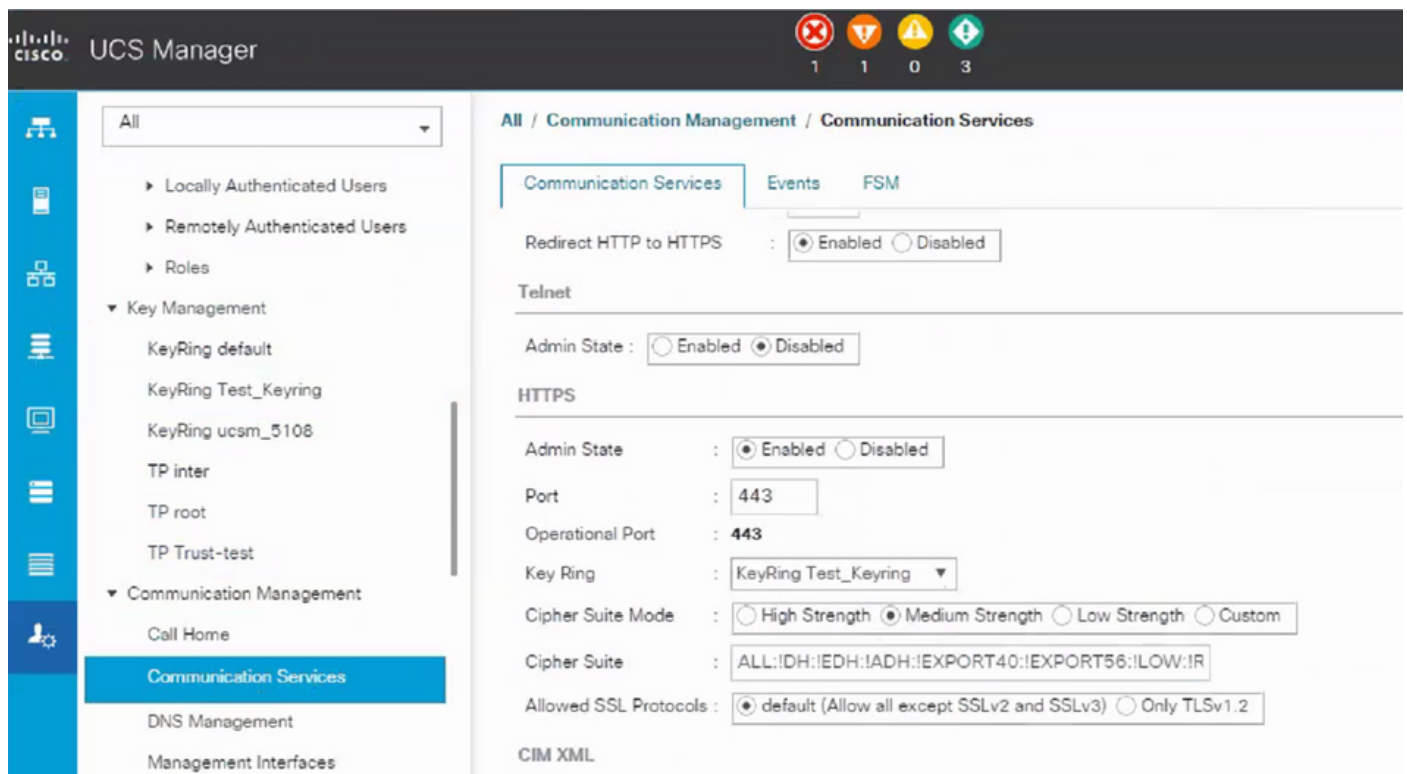 cisco UCS Manager
1 1 0 3
All
All / Communication Management / Communication Services
Locally Authenticated Users
Remotely Authenticated Users
Roles
Key Management
KeyRing default
KeyRing Test_Keyring
KeyRing ucsm_5108
TP inter
TP root
TP Trust-test
Communication Management
Call Home
Communication Services
DNS Management
Management Interfaces
Communication Services Events FSM
Redirect HTTP to HTTPS : Enabled Disabled
Telnet
Admin State : Enabled Disabled
HTTPS
Admin State : Enabled Disabled
Port : 443
Operational Port : 443
Key Ring : KeyRing Test_Keyring
Cipher Suite Mode : High Strength Medium Strength Low Strength Custom
Cipher Suite : ALL:!DH:!EDH:!ADH:!EXPORT40:!EXPORT56:!LOW:!R
Allowed SSL Protocols : default (Allow all except SSLv2 and SSLv3) Only TLSv1.2
CIM XML